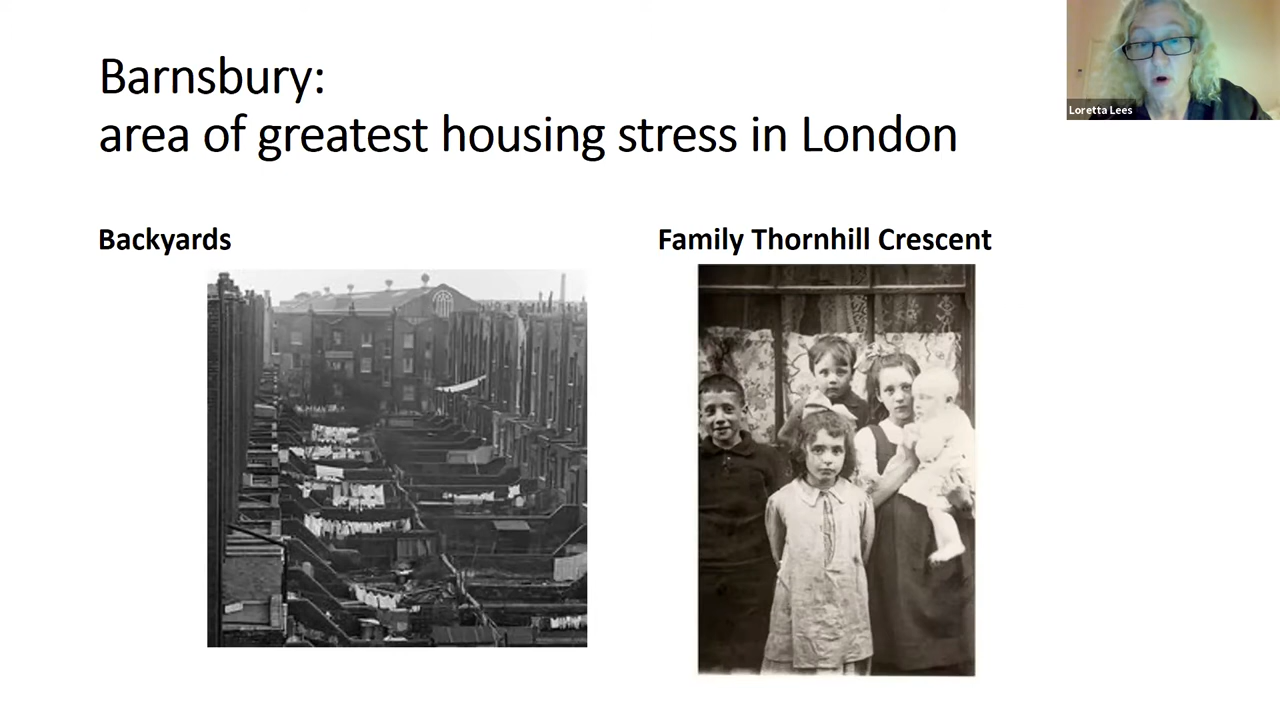 Barnsbury:
area of greatest housing stress in London
Loretta Lees
Backyards
Family Thornhill Crescent